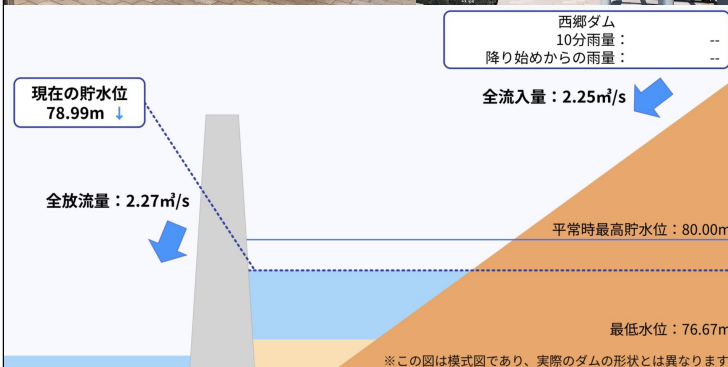 西郷ダム
10分雨量： --
降り始めからの雨量： --
現在の貯水位
78.99m ↓
全流入量：2.25㎥/s
全放流量：2.27㎥/s
平常時最高貯水位：80.00m
最低水位：76.67m
※この図は模式図であり、実際のダムの形状とは異なります